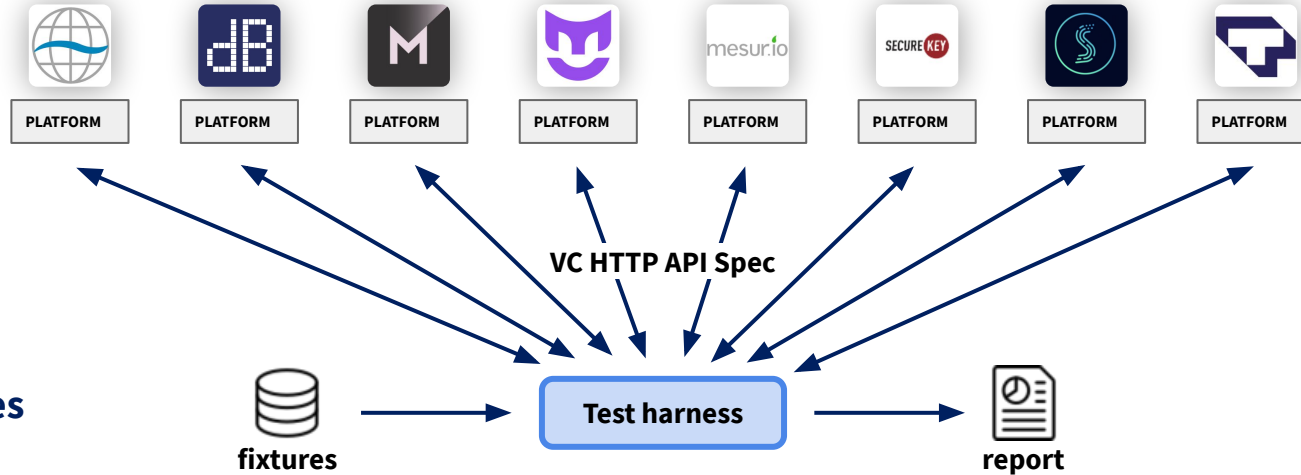 dB
M
mesur.io
SECURE KEY
S
T
PLATFORM
PLATFORM
PLATFORM
PLATFORM
PLATFORM
PLATFORM
PLATFORM
PLATFORM
VC HTTP API Spec
es
Test harness
fixtures
report